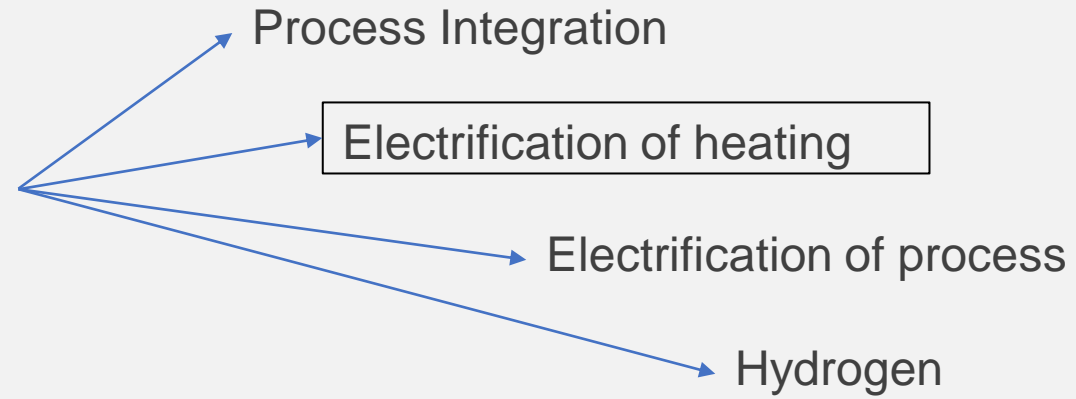 Process Integration
Electrification of heating
Electrification of process
Hydrogen